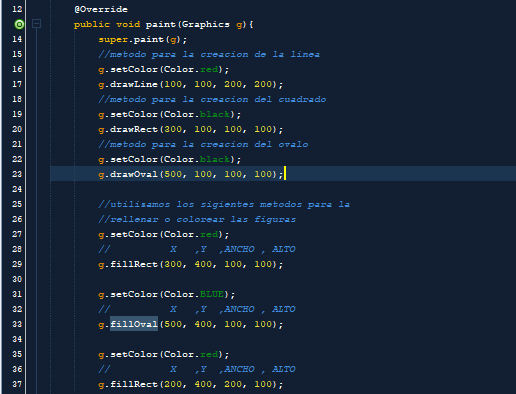 12 @Override
public void paint(Graphics g){
14 super.paint(g);
15 //metodo para la creacion de la linea
16 g.setColor(Color.red);
17 g.drawLine(100, 100, 200, 200);
18 //metodo para la creacion del cuadrado
19 g.setColor(Color.black);
20 g.drawRect(300, 100, 100, 100);
21 //metodo para la creacion del ovalo
22 g.setColor(Color.black);
23 g.drawOval(500, 100, 100, 100);
24
25 //utilisamos los sigientes metodos para la
26 //rellenar o colorear las figuras
27 g.setColor(Color.red);
28 // X ,Y ,ANCHO , ALTO
29 g.fillRect(300, 400, 100, 100);
30
31 g.setColor(Color.BLUE);
32 // X ,Y ,ANCHO , ALTO
33 g.fillOval(500, 400, 100, 100);
34
35 g.setColor(Color.red);
36 // X ,Y ,ANCHO , ALTO
37 g.fillRect(200, 400, 200, 100);